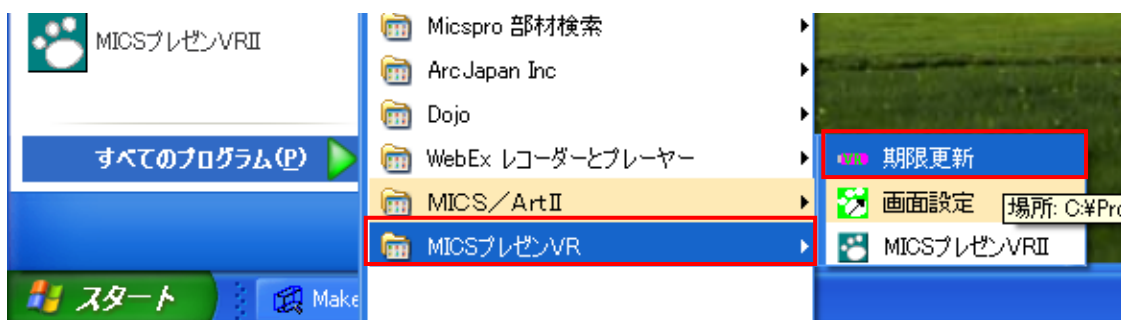 MICSプレゼンVRⅡ
すべてのプログラム(P)
スタート
Make
Micspro 部材検索
ArcJapan Inc
Dojo
WebEx レコーダーとプレーヤー
MICS/ArtⅡ
MICSプレゼンVR
VR 期限更新
画面設定
場所: C:¥Pro
MICSプレゼンVRⅡ